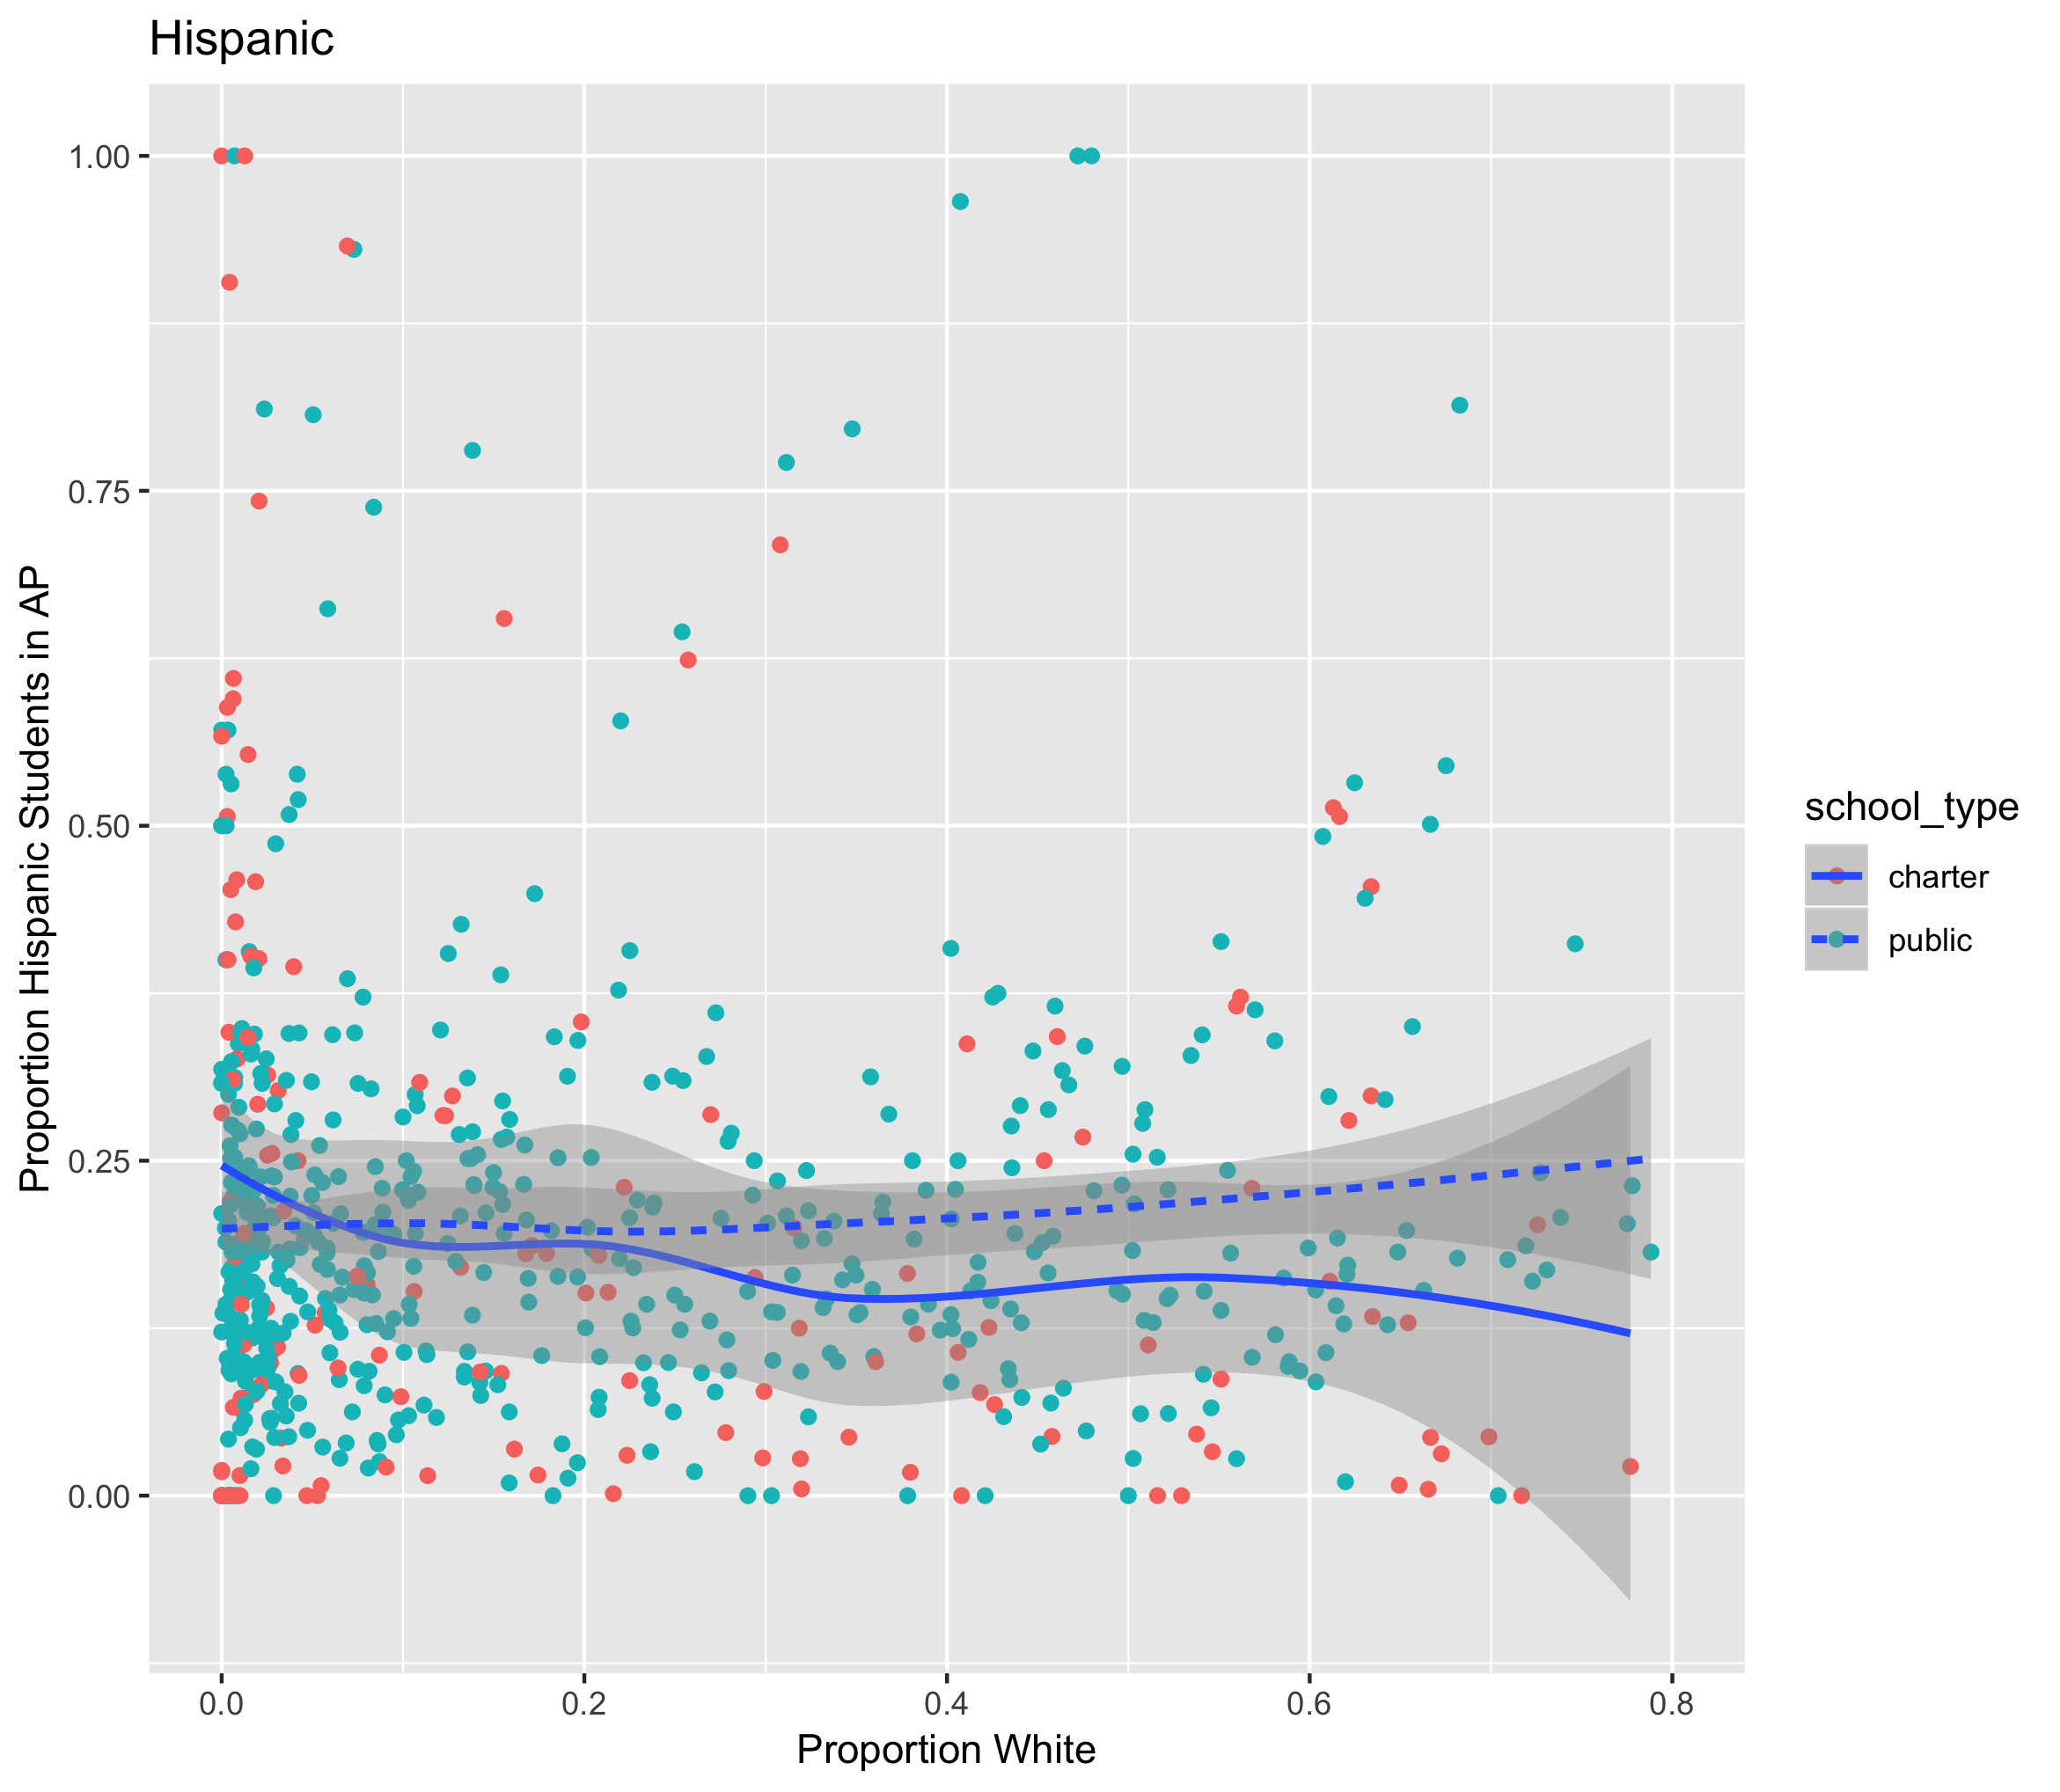 Hispanic
1.00
0.75
0.50
0.25
0.00
Proportion Hispanic Students in AP
0.0 0.2 0.4 0.6 0.8
Proportion White
school_type
charter
public